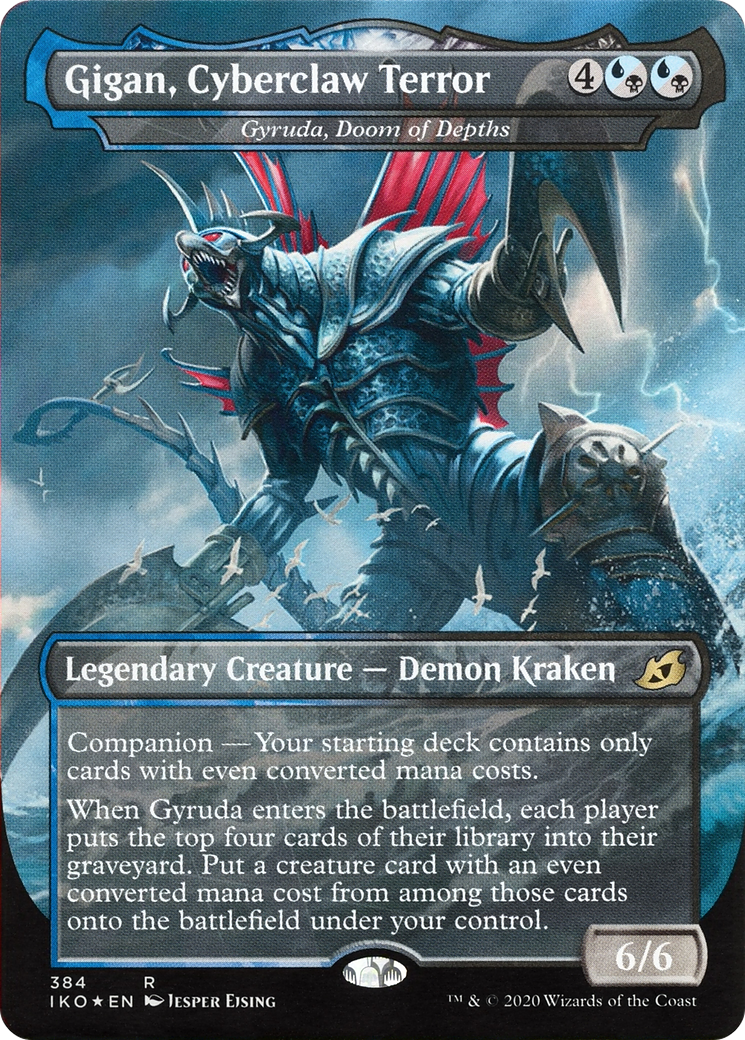 Gigan, Cyberclaw Terror 4
Gyruda, Doom of Depths
Legendary Creature — Demon Kraken
Companion — Your starting deck contains only
cards with even converted mana costs.
When Gyruda enters the battlefield, each player
puts the top four cards of their library into their
graveyard. Put a creature card with an even
converted mana cost from among those cards
onto the battlefield under your control.
6/6
384 R
IKO★EN Jesper Ejsing
™ & © 2020 Wizards of the Coast